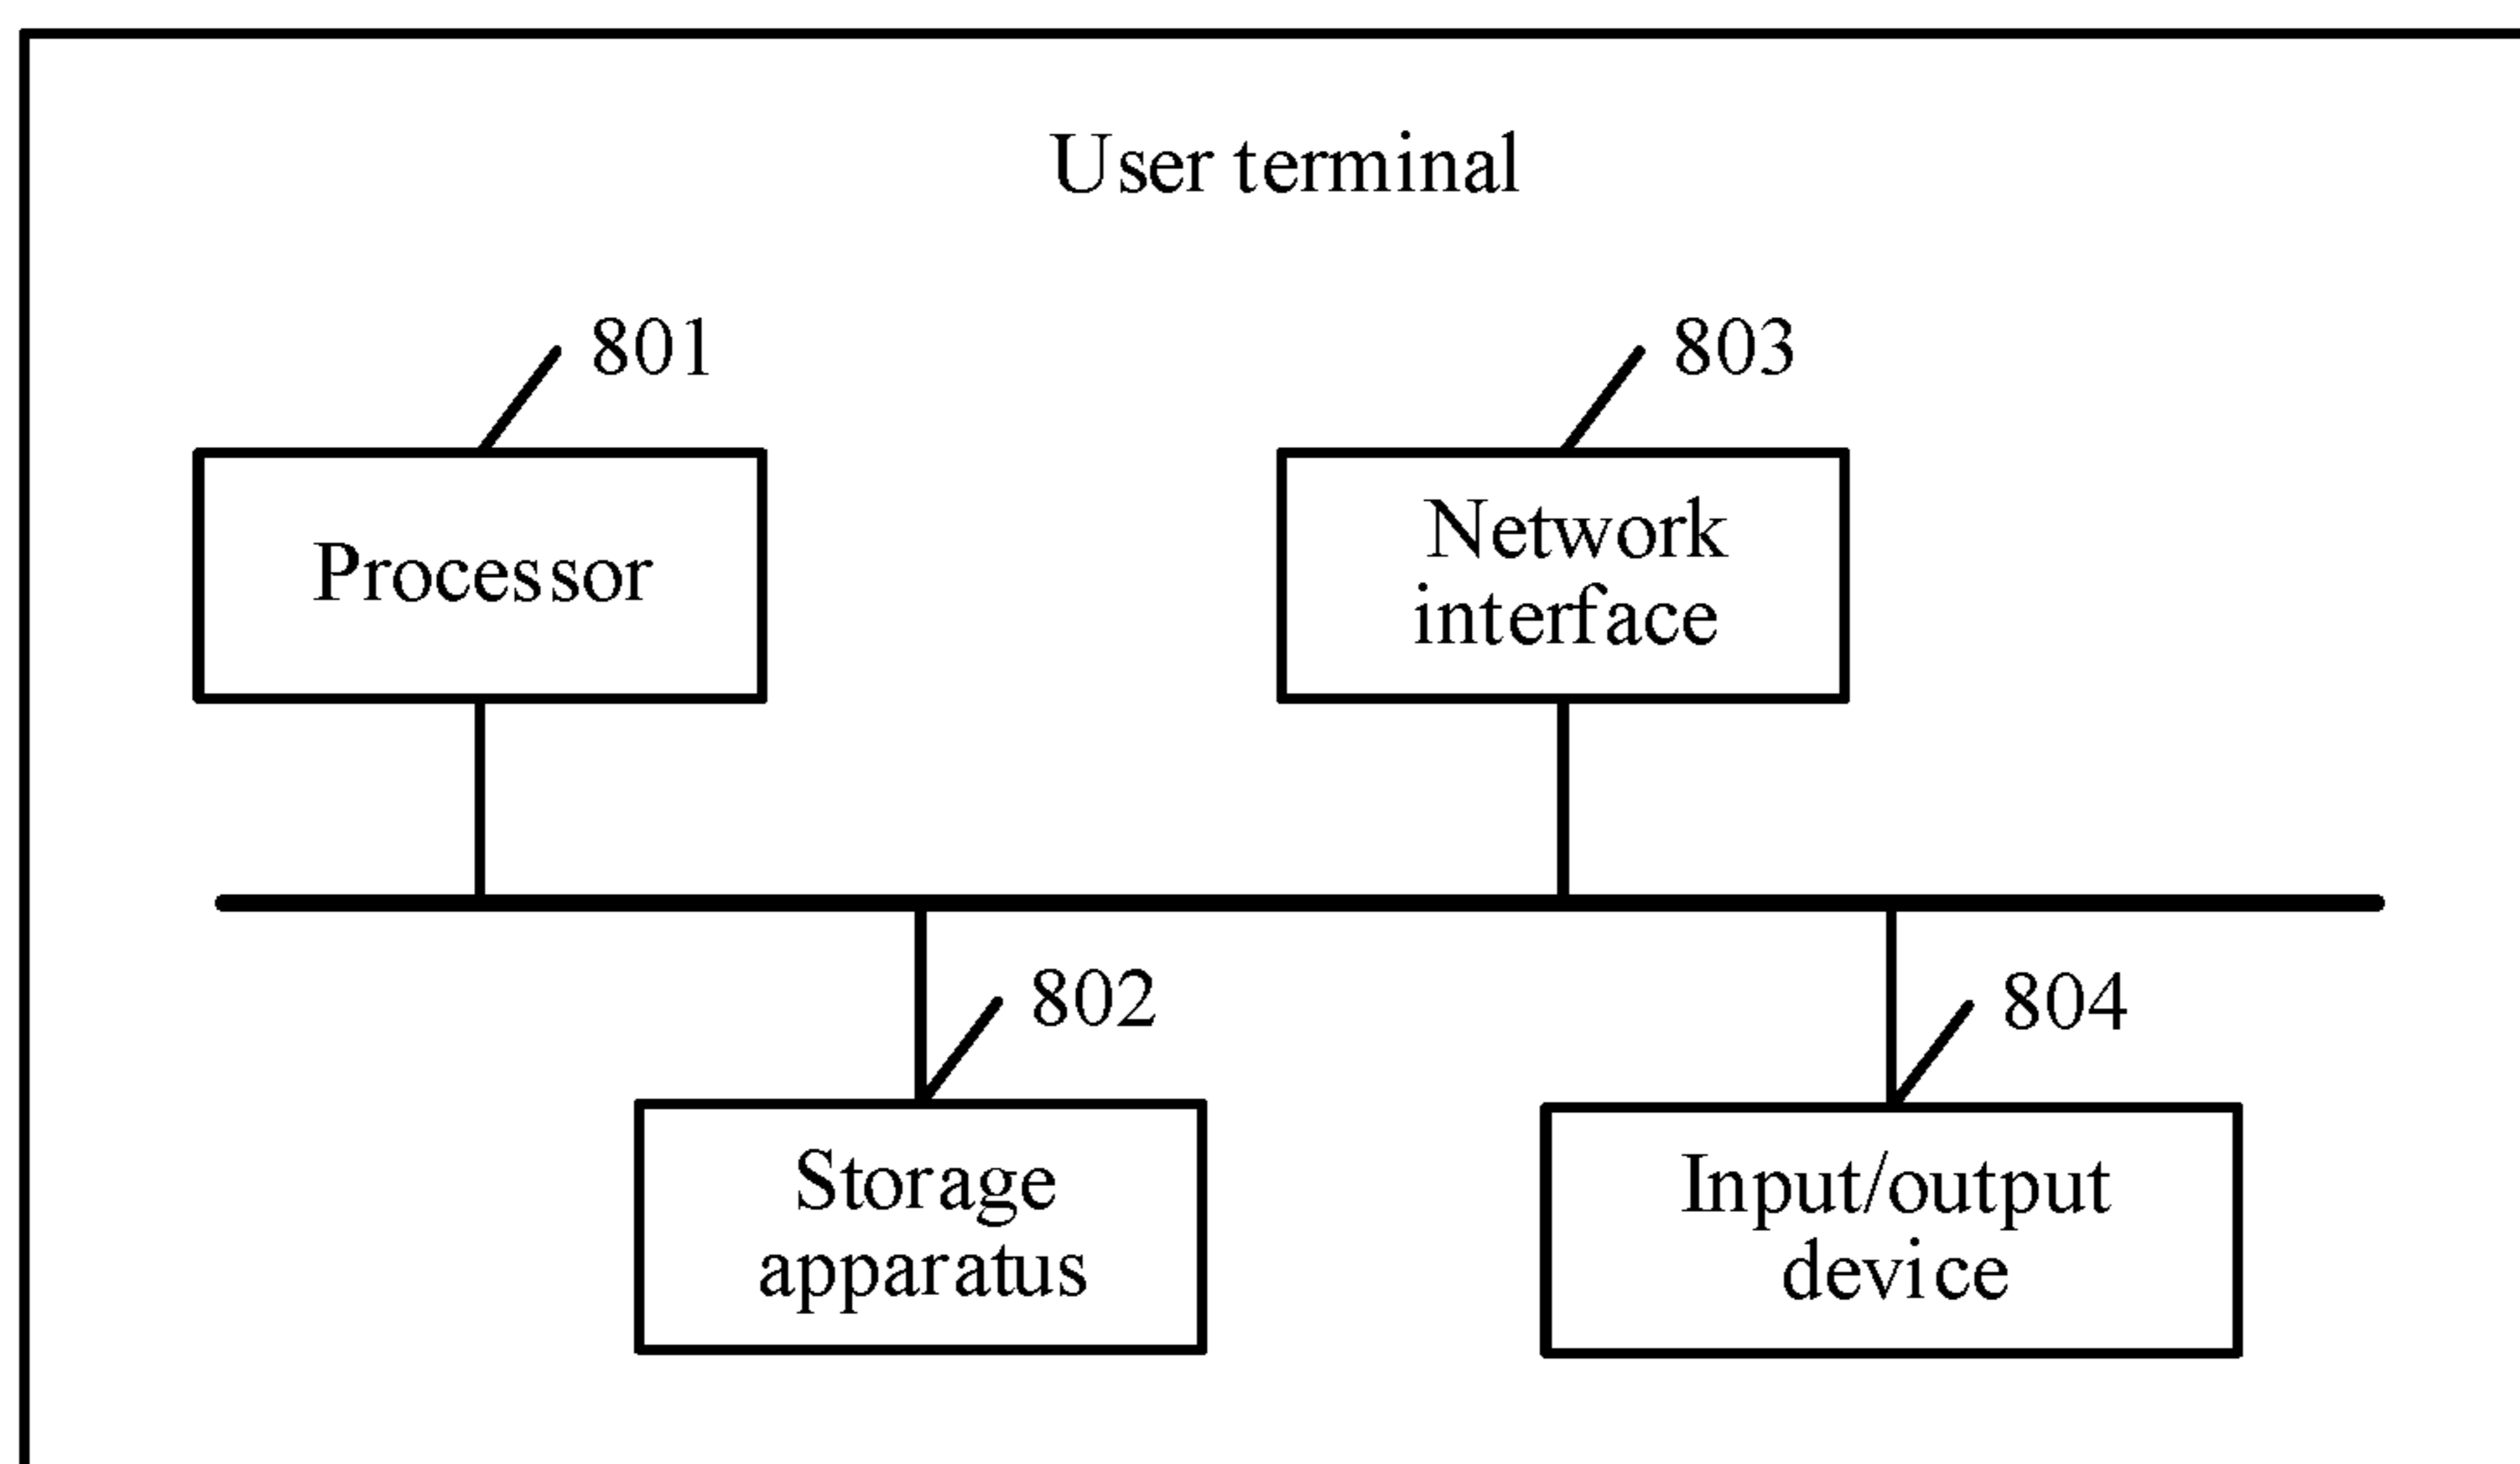 User terminal
801
803
Processor
Network
interface
802
804
Storage
apparatus
Input/output
device